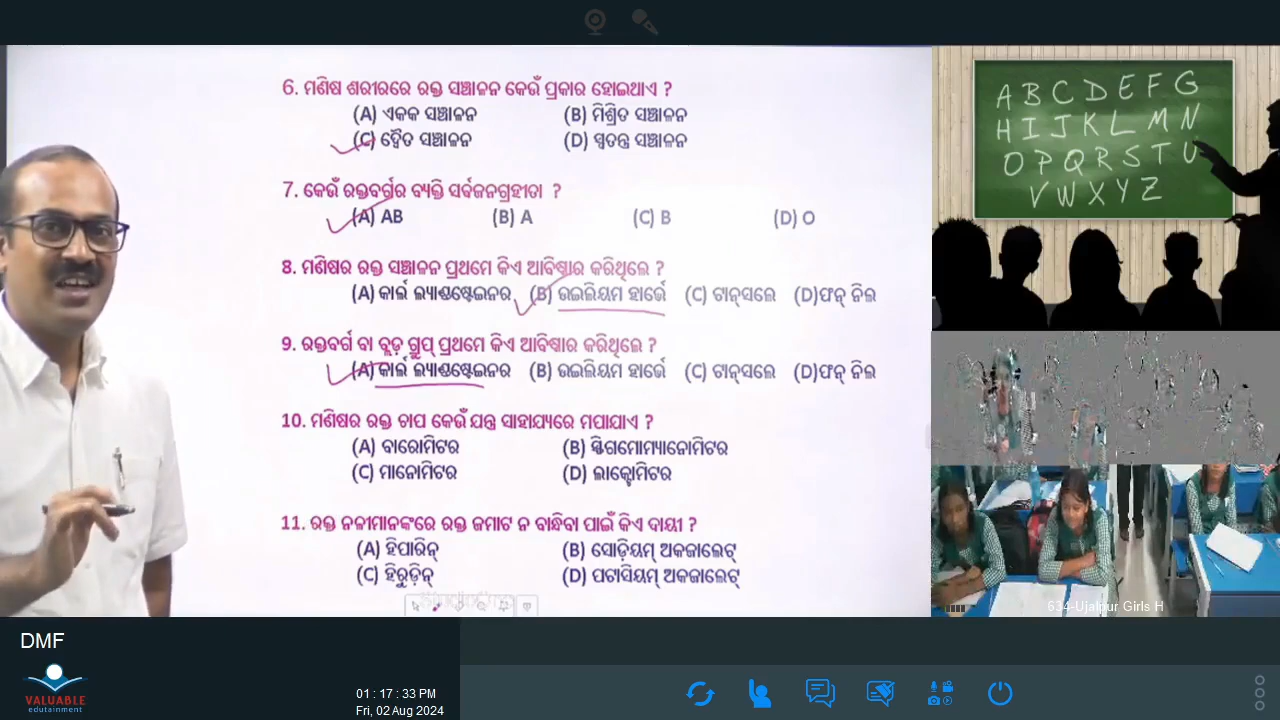 6. ମଣିଷ ଶରୀରରେ ରକ୍ତ ସଞ୍ଚାଳନ କେଉଁ ପ୍ରକାର ହୋଇଥାଏ ?
(A) ଏକକ ସଞ୍ଚାଳନ (B) ମିଶ୍ରିତ ସଞ୍ଚାଳନ
(C) ଦ୍ୱୈତ ସଞ୍ଚାଳନ (D) ସ୍ୱତନ୍ତ୍ର ସଞ୍ଚାଳନ
7. କେଉଁ ରକ୍ତବର୍ଗର ବ୍ୟକ୍ତି ସର୍ବଜନଗ୍ରହୀତା ?
(A) AB (B) A (C) B (D) O
8. ମଣିଷର ରକ୍ତ ସଞ୍ଚାଳନ ପ୍ରଥମେ କିଏ ଆବିଷ୍କାର କରିଥିଲେ ?
(A) କାର୍ଲ ଲ୍ୟାଣ୍ଡଷ୍ଟେଇନର (B) ଉଇଲିୟମ ହାର୍ଭେ (C) ଟାନ୍‌ସଲେ (D)ଫନ୍ ନିଲ
9. ରକ୍ତବର୍ଗ ବା ବ୍ଲଡ଼ ଗ୍ରୁପ୍ ପ୍ରଥମେ କିଏ ଆବିଷ୍କାର କରିଥିଲେ ?
(A) କାର୍ଲ ଲ୍ୟାଣ୍ଡଷ୍ଟେଇନର (B) ଉଇଲିୟମ ହାର୍ଭେ (C) ଟାନ୍‌ସଲେ (D)ଫନ୍ ନିଲ
10. ମଣିଷର ରକ୍ତ ଚାପ କେଉଁ ଯନ୍ତ୍ର ସାହାଯ୍ୟରେ ମପାଯାଏ ?
(A) ବାରୋମିଟର (B) ସ୍ଫିଗମୋମ୍ୟାନୋମିଟର
(C) ମାନୋମିଟର (D) ଲାକ୍ଟୋମିଟର
11. ରକ୍ତ ନଳୀମାନଙ୍କରେ ରକ୍ତ ଜମାଟ ନ ବାନ୍ଧିବା ପାଇଁ କିଏ ଦାୟୀ ?
(A) ହିପାରିନ୍ (B) ସୋଡ଼ିୟମ୍ ଅକଜାଲେଟ୍
(C) ହିରୁଡ଼ିନ୍ (D) ପଟାସିୟମ୍ ଅକଜାଲେଟ୍
A B C D E F G
H I J K L M N
O P Q R S T U
V W X Y Z
634-Ujalpur Girls H
DMF
VALUABLE
edutainment
01 : 17 : 33 PM
Fri, 02 Aug 2024